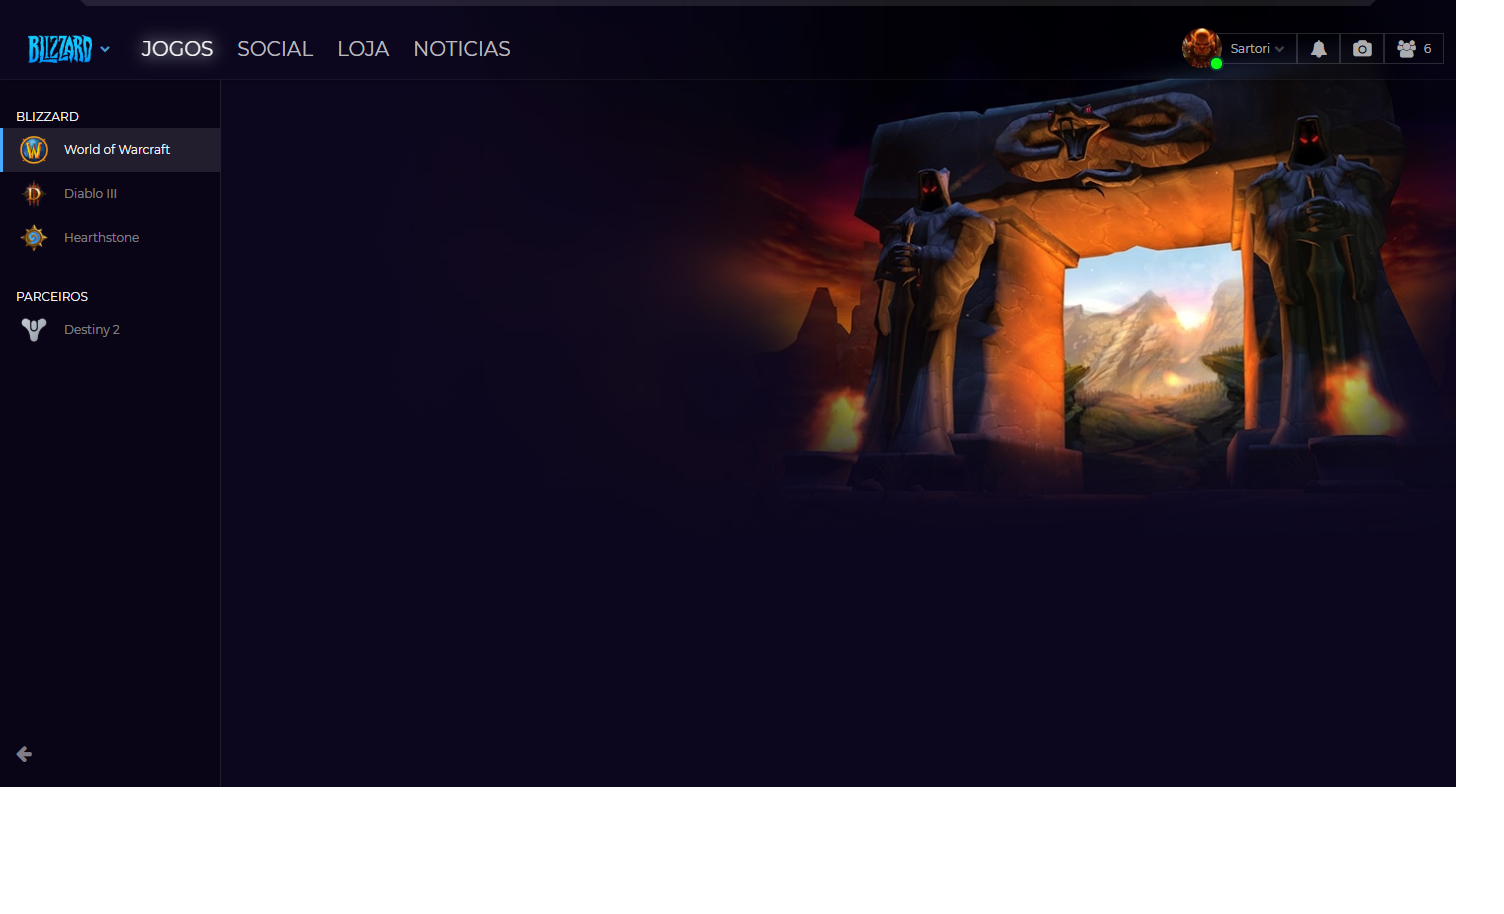 BLIZZARD
JOGOS SOCIAL LOJA NOTICIAS
Sartori
6
BLIZZARD
World of Warcraft
Diablo III
Hearthstone
PARCEIROS
Destiny 2